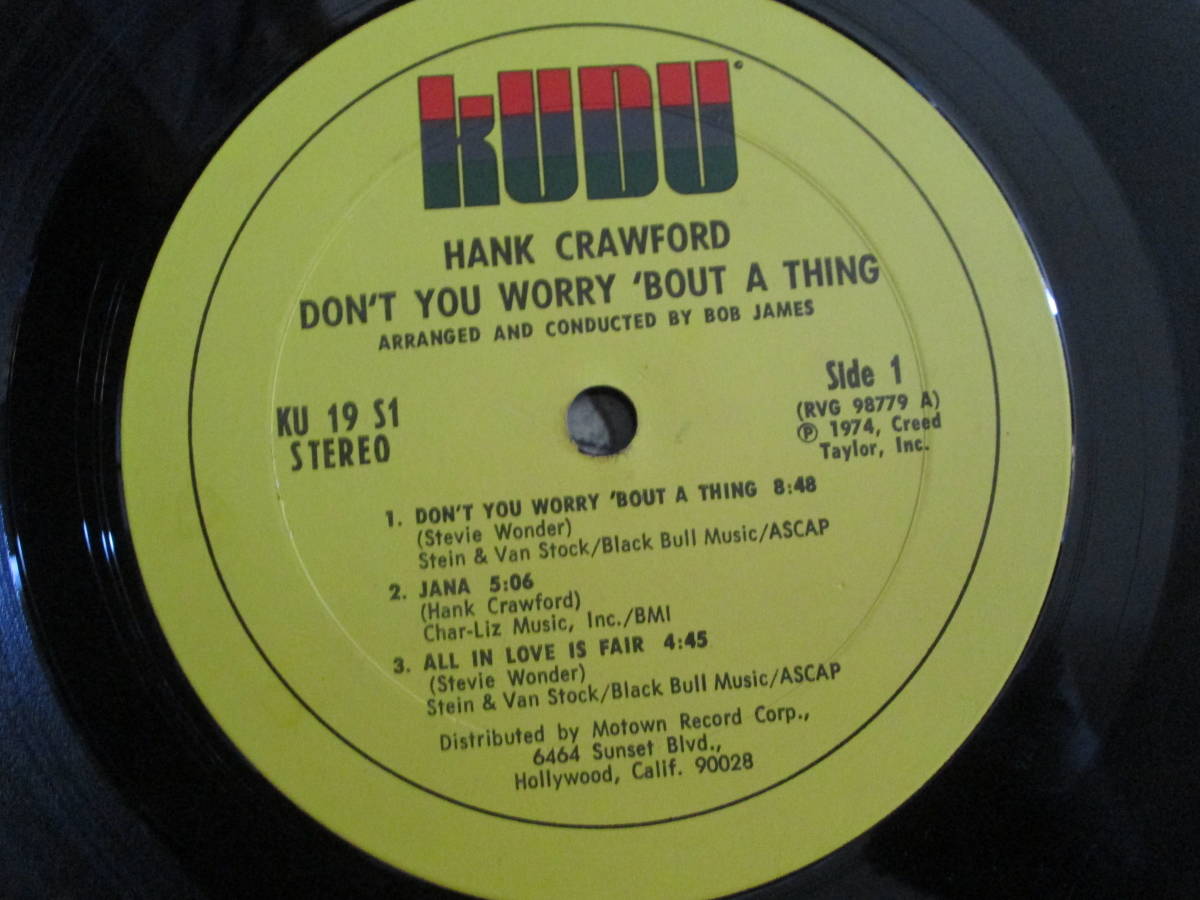 kUDU
HANK CRAWFORD
DON'T YOU WORRY 'BOUT A THING
ARRANGED AND CONDUCTED BY BOB JAMES
KU 19 S1
STEREO
Side 1
(RVG 98779 A)
℗ 1974, Creed
Taylor, Inc.
1. DON'T YOU WORRY 'BOUT A THING 8:48
(Stevie Wonder)
Stein & Van Stock/Black Bull Music/ASCAP
2. JANA 5:06
(Hank Crawford)
Char-Liz Music, Inc./BMI
3. ALL IN LOVE IS FAIR 4:45
(Stevie Wonder)
Stein & Van Stock/Black Bull Music/ASCAP
Distributed by Motown Record Corp.,
6464 Sunset Blvd.,
Hollywood, Calif. 90028